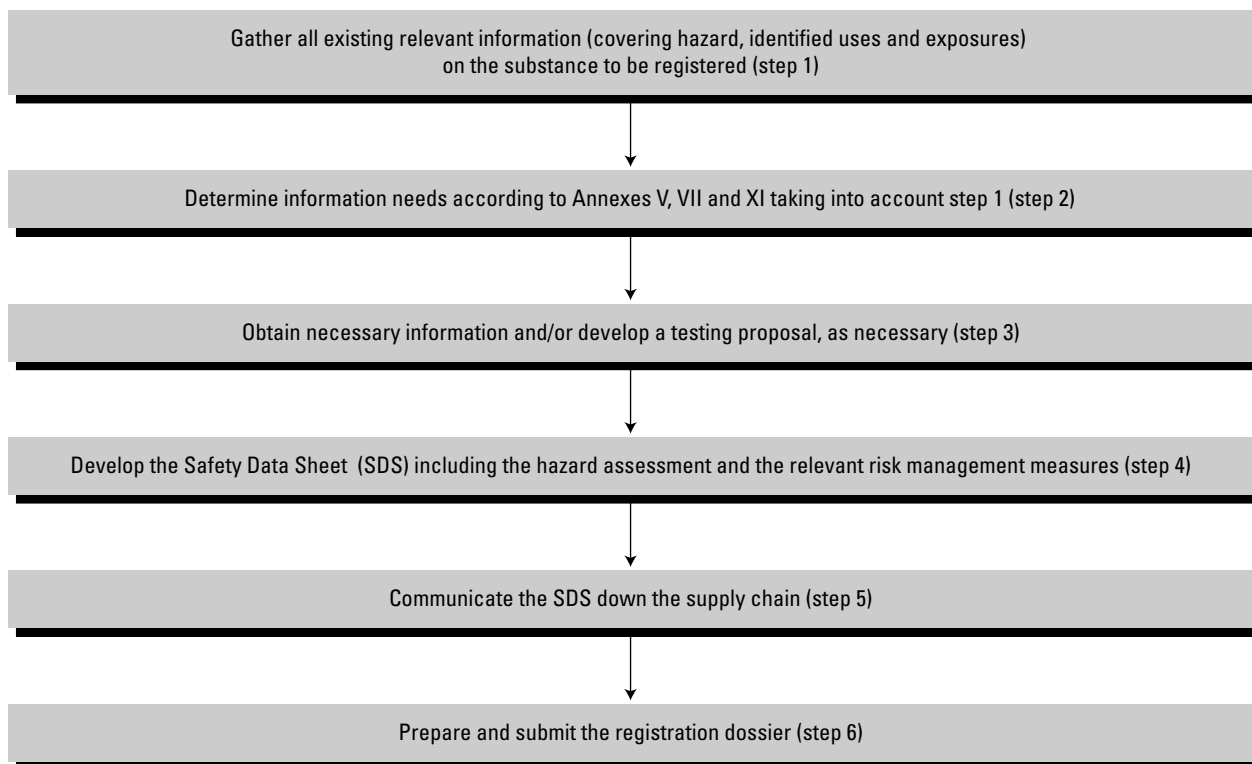 Gather all existing relevant information (covering hazard, identified uses and exposures)
on the substance to be registered (step 1)
Determine information needs according to Annexes V, VII and XI taking into account step 1 (step 2)
Obtain necessary information and/or develop a testing proposal, as necessary (step 3)
Develop the Safety Data Sheet (SDS) including the hazard assessment and the relevant risk management measures (step 4)
Communicate the SDS down the supply chain (step 5)
Prepare and submit the registration dossier (step 6)